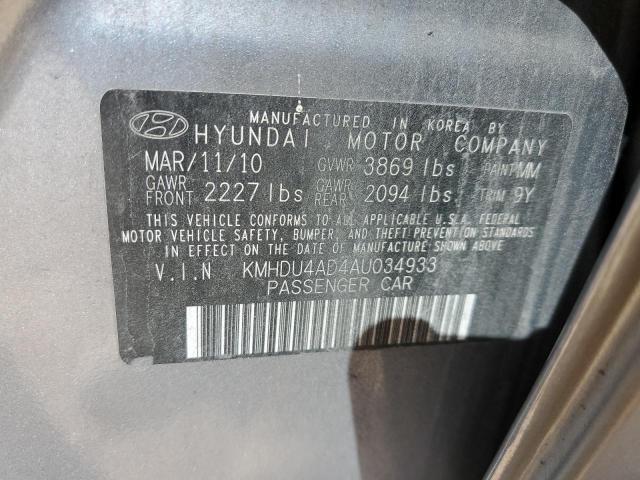 MANUFACTURED IN KOREA BY
HYUNDAI MOTOR COMPANY
MAR/11/10 GVWR 3869 lbs PAINT MM
GAWR FRONT 2227 lbs GAWR REAR 2094 lbs. TRIM 9Y
THIS VEHICLE CONFORMS TO ALL APPLICABLE U.S.A. FEDERAL
MOTOR VEHICLE SAFETY, BUMPER, AND THEFT PREVENTION STANDARDS
IN EFFECT ON THE DATE OF MANUFACTURE SHOWN ABOVE.
V.I.N KMHDU4AD4AU034933
PASSENGER CAR